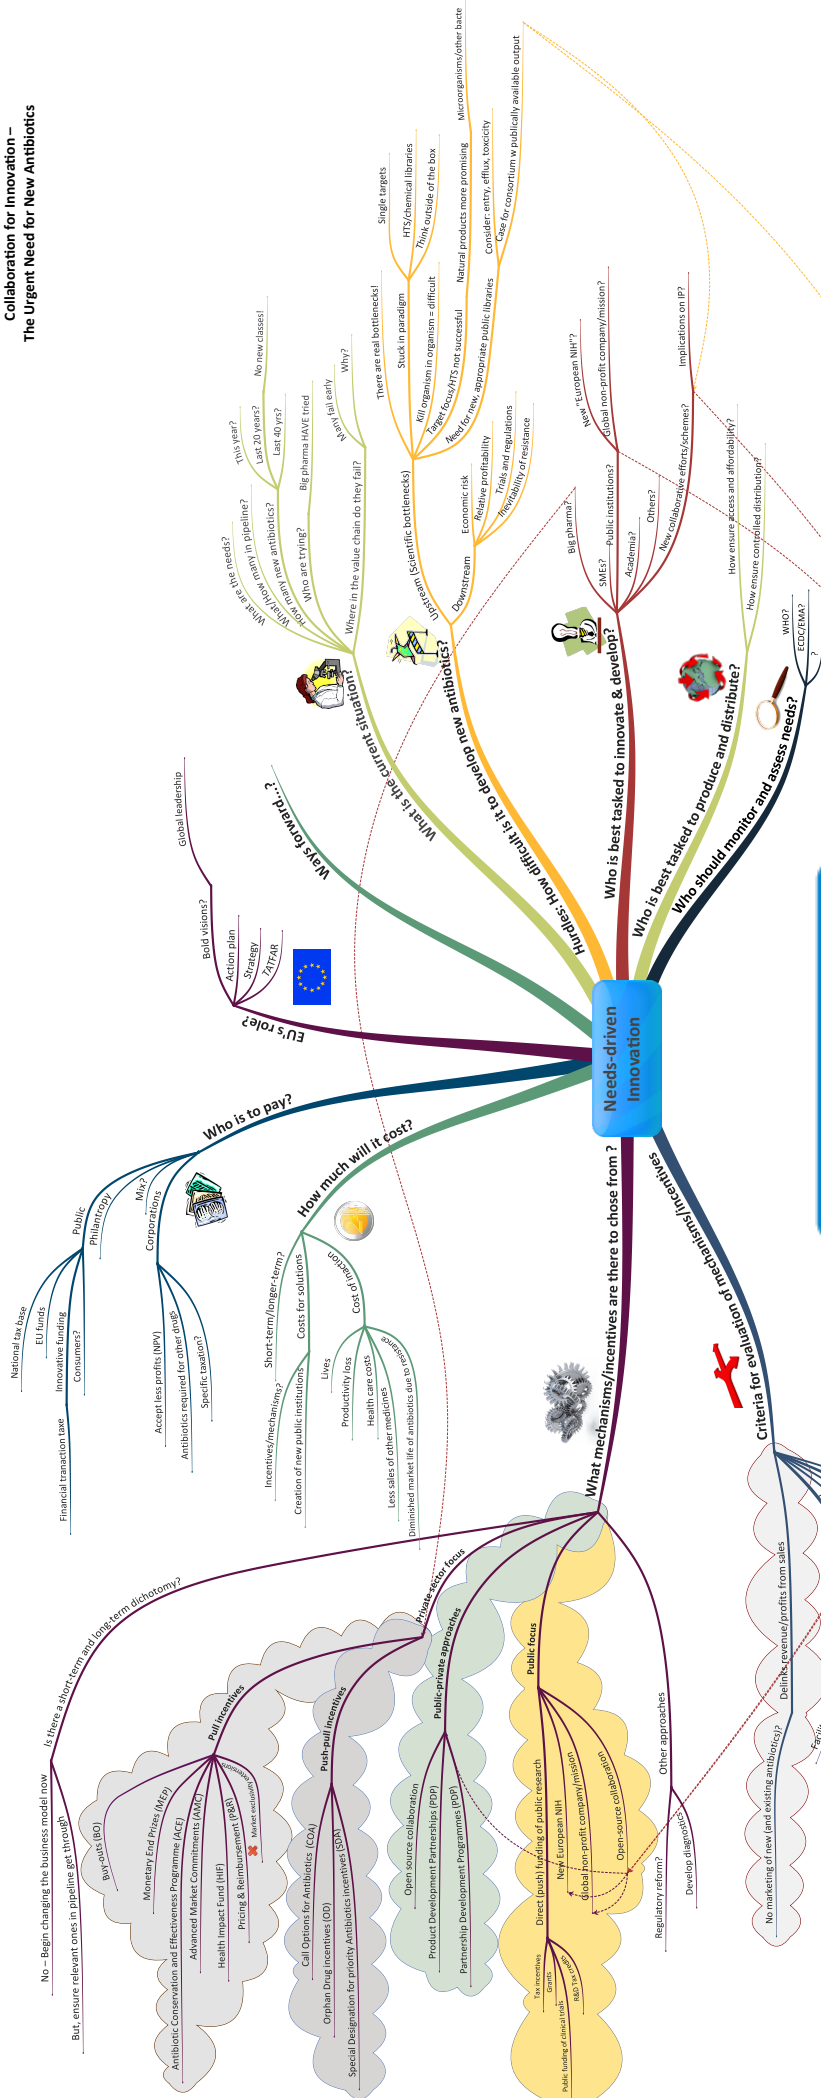 Collaboration for Innovation –
The Urgent Need for New Antibiotics
Needs-driven
Innovation
What is the current situation?
What are the needs?
What/How many in pipeline?
How many new antibiotics?
This year?
Last 20 years?
Last 40 yrs?
No new classes!
Who are trying?
Big pharma HAVE tried
Where in the value chain do they fail?
Many fail early
Why?
Hurdles: How difficult is it to develop new antibiotics?
Upstream (Scientific bottlenecks)
There are real bottlenecks!
Stuck in paradigm
Single targets
HTS/chemical libraries
Think outside of the box
Kill organism in organism = difficult
Target focus/HTS not successful
Natural products more promising
Microorganisms/other bacte
Need for new, appropriate public libraries
Consider: entry, efflux, toxcicity
Case for consortium w publically available output
Downstream
Economic risk
Relative profitability
Trials and regulations
Inevitability of resistance
Who is best tasked to innovate & develop?
Big pharma?
SMEs?
Public institutions?
New "European NIH"?
Global non-profit company/mission?
Academia?
Others?
New collaborative efforts/schemes?
Implications on IP?
Who is best tasked to produce and distribute?
How ensure access and affordability?
How ensure controlled distribution?
Who should monitor and assess needs?
WHO?
ECDC/EMA?
?
Ways forward...?
EU's role?
Bold visions?
Global leadership
Action plan
Strategy
TATFAR
Who is to pay?
Public
National tax base
EU funds
Innovative funding
Financial tranaction taxe
Consumers?
Philantropy
Mix?
Corporations
Accept less profits (NPV)
Antibiotics required for other drugs
Specific taxation?
How much will it cost?
Short-term/longer-term?
Costs for solutions
Incentives/mechanisms?
Creation of new public institutions
Cost of inaction
Lives
Productivity loss
Health care costs
Less sales of other medicines
Diminished market life of antibiotics due to resistance
What mechanisms/incentives are there to chose from ?
Is there a short-term and long-term dichotomy?
No – Begin changing the business model now
But, ensure relevant ones in pipeline get through
Private sector focus
Pull incentives
Buy-outs (BO)
Monetary End Prizes (MEP)
Antibiotic Conservation and Effectiveness Programme (ACE)
Advanced Market Commitments (AMC)
Health Impact Fund (HIF)
Pricing & Reimbursement (P&R)
Market exclusivity extensions
Push-pull incentives
Call Options for Antibiotics (COA)
Orphan Drug incentives (OD)
Special Designation for priority Antibiotics incentives (SDA)
Public-private approaches
Open source collaboration
Product Development Partnerships (PDP)
Partnership Development Programmes (PDP)
Public focus
Direct (push) funding of public research
Tax incentives
Grants
Public funding of clinical trials
R&D Tax credits
New European NIH
Global non-profit company/mission
Open-source collaboration
Other approaches
Regulatory reform?
Develop diagnostics
Criteria for evaluation of mechanisms/incentives
Delinks revenue/profits from sales
No marketing of new (and existing antibiotics)?